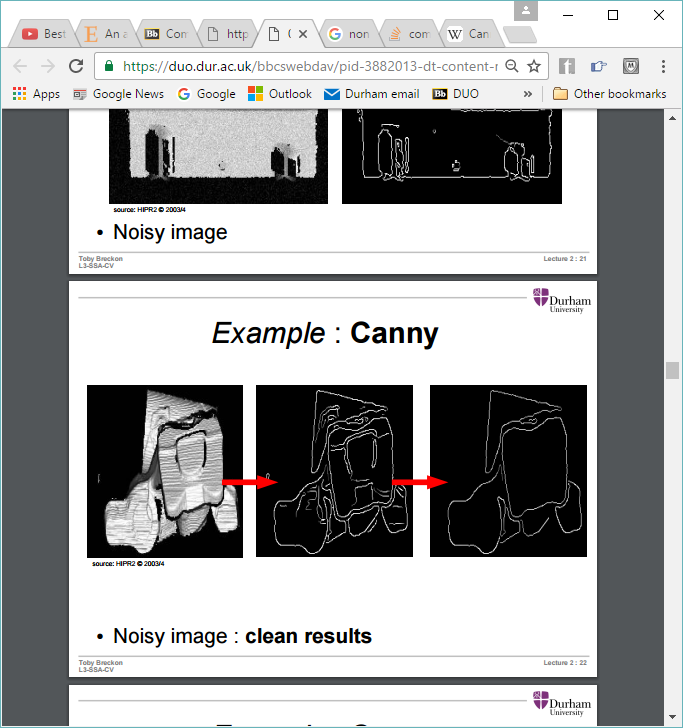 Best
An a
Con
http
(
non
com
Can
https://duo.dur.ac.uk/bbcswebdav/pid-3882013-dt-content-r
Apps
Google News
Google
Outlook
Durham email
Bb
DUO
»
Other bookmarks
source: HIPR2 © 2003/4
• Noisy image
Toby Breckon
L3-SSA-CV
Lecture 2 : 21
Durham
University
Example : Canny
source: HIPR2 © 2003/4
• Noisy image : clean results
Toby Breckon
L3-SSA-CV
Lecture 2 : 22
Durham
University